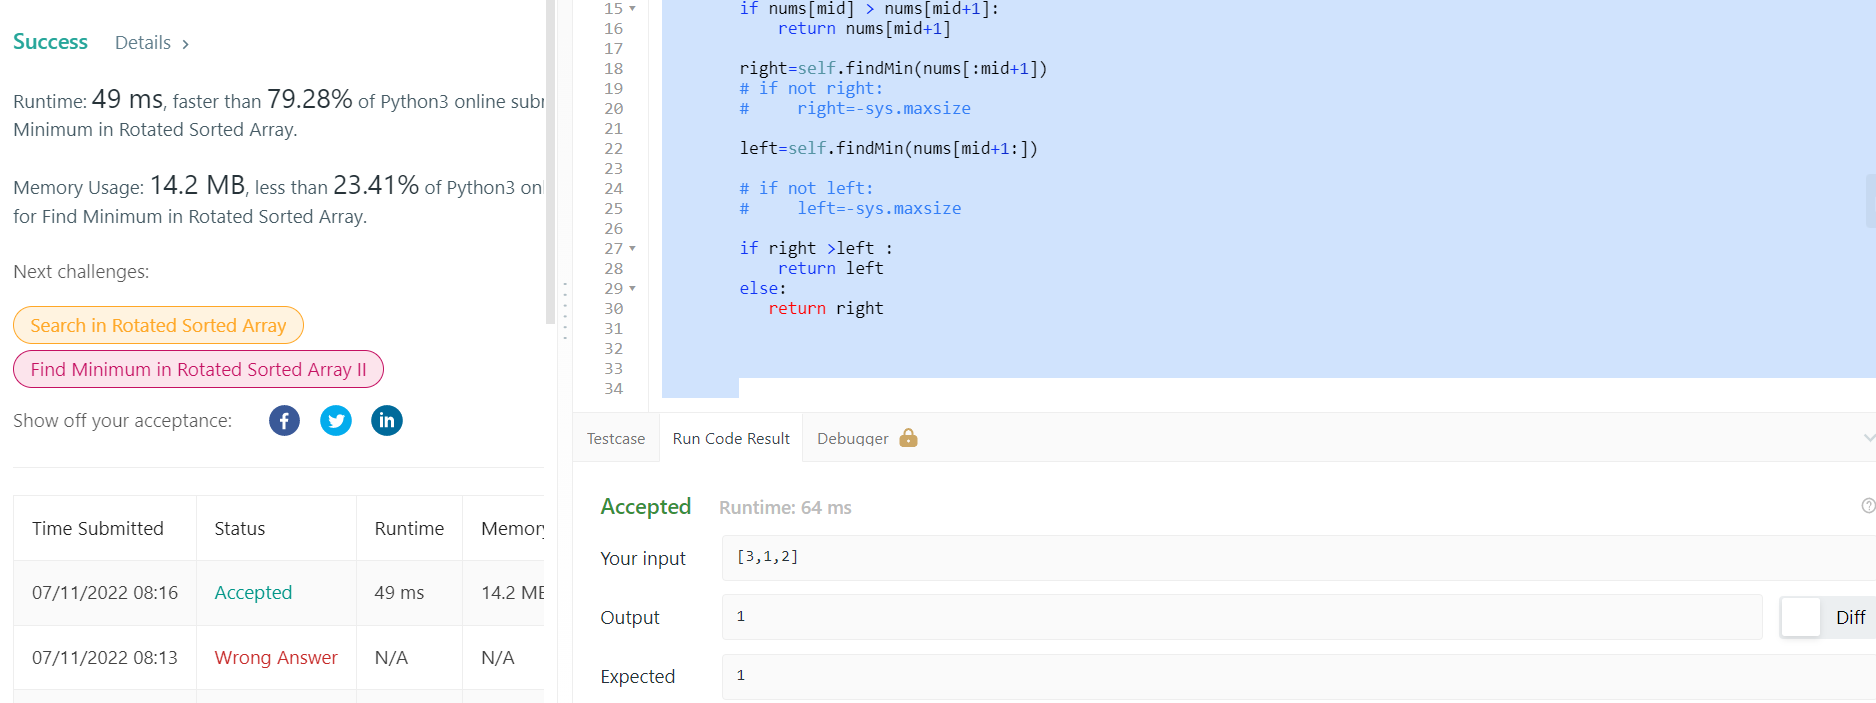 Success Details >
Runtime: 49 ms, faster than 79.28% of Python3 online subm
Minimum in Rotated Sorted Array.
Memory Usage: 14.2 MB, less than 23.41% of Python3 on
for Find Minimum in Rotated Sorted Array.
Next challenges:
Search in Rotated Sorted Array
Find Minimum in Rotated Sorted Array II
Show off your acceptance:
Time Submitted Status Runtime Memory
07/11/2022 08:16 Accepted 49 ms 14.2 MB
07/11/2022 08:13 Wrong Answer N/A N/A
15 if nums[mid] > nums[mid+1]:
16 return nums[mid+1]
17
18 right=self.findMin(nums[:mid+1])
19 # if not right:
20 # right=-sys.maxsize
21
22 left=self.findMin(nums[mid+1:])
23
24 # if not left:
25 # left=-sys.maxsize
26
27 if right >left :
28 return left
29 else:
30 return right
31
32
33
34
Testcase Run Code Result Debugger
Accepted Runtime: 64 ms
Your input [3,1,2]
Output 1 Diff
Expected 1